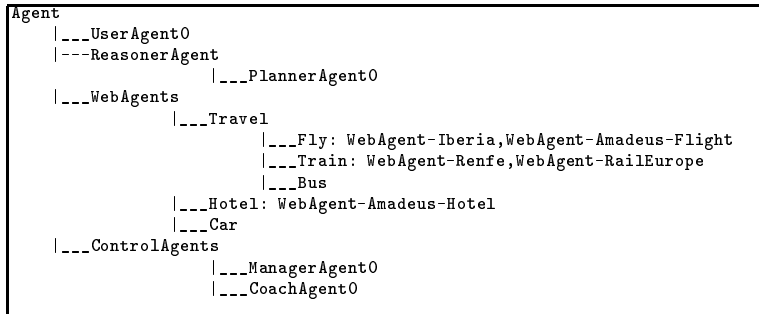 Agent
|___UserAgent0
|---ReasonerAgent
|___PlannerAgent0
|___WebAgents
|___Travel
|___Fly: WebAgent-Iberia,WebAgent-Amadeus-Flight
|___Train: WebAgent-Renfe,WebAgent-RailEurope
|___Bus
|___Hotel: WebAgent-Amadeus-Hotel
|___Car
|___ControlAgents
|___ManagerAgent0
|___CoachAgent0